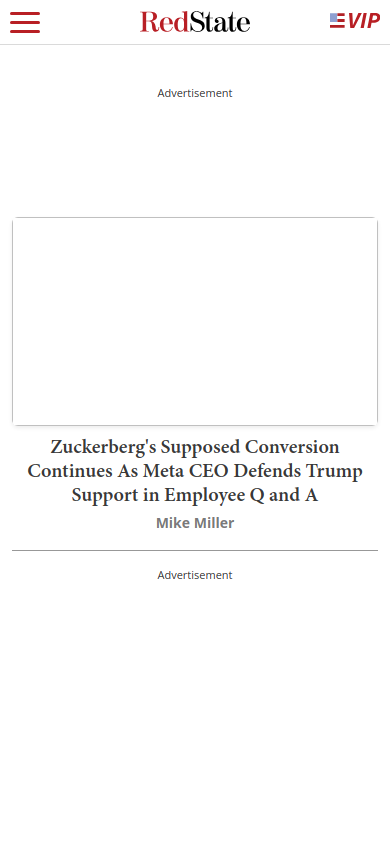 RedState
VIP
Advertisement
Zuckerberg's Supposed Conversion
Continues As Meta CEO Defends Trump
Support in Employee Q and A
Mike Miller
Advertisement